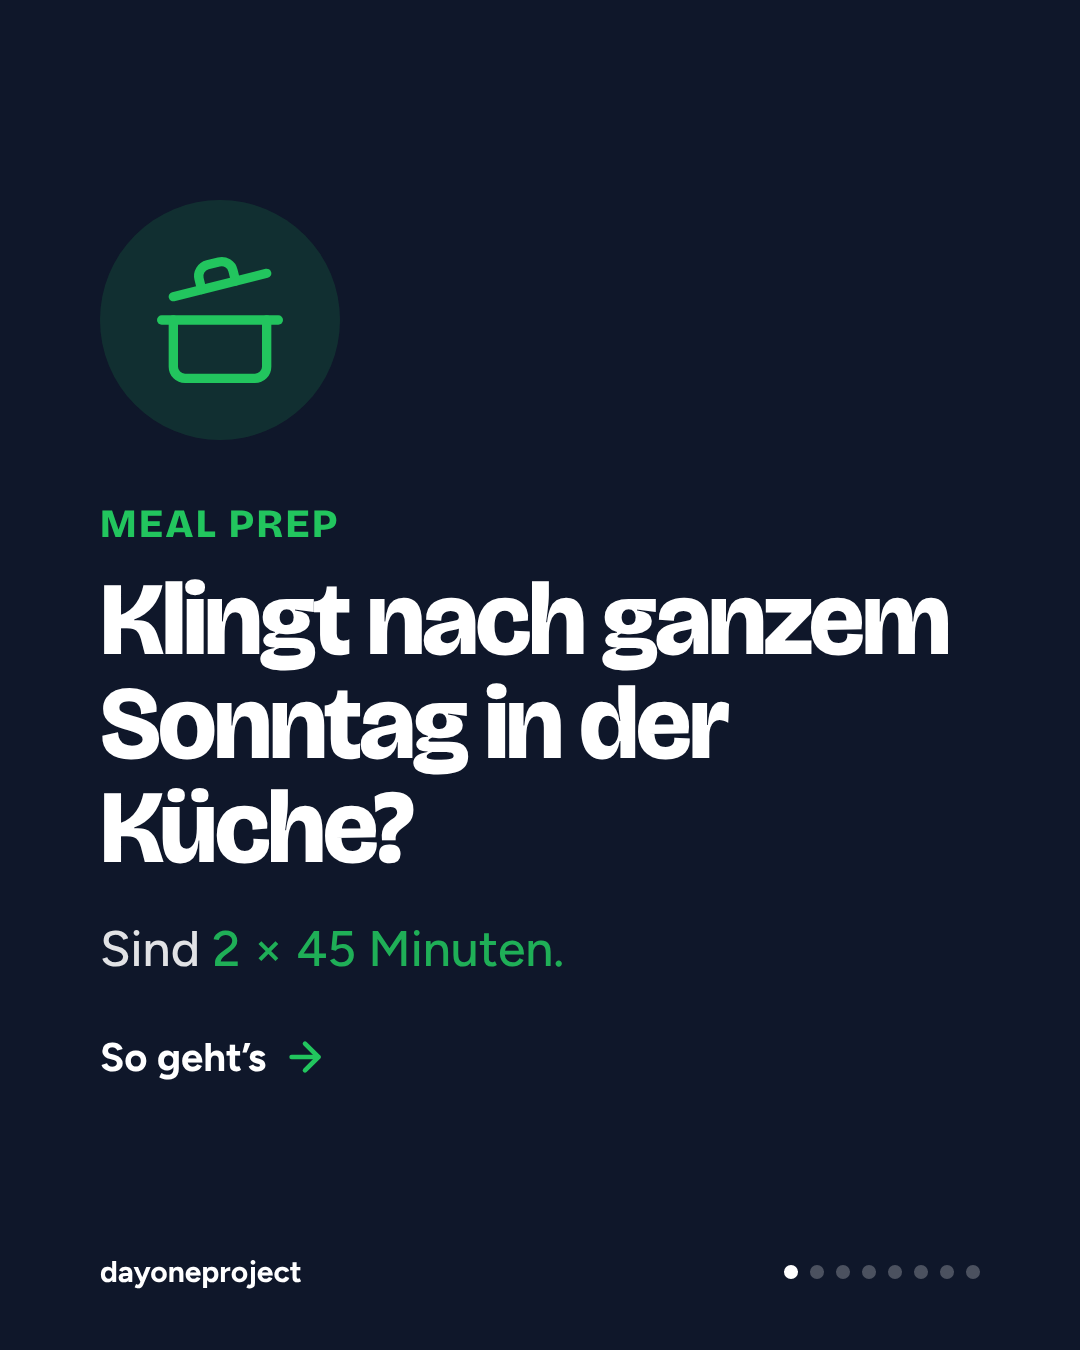 MEAL PREP
Klingt nach ganzem
Sonntag in der
Küche?
Sind 2 × 45 Minuten.
So geht’s →
dayoneproject